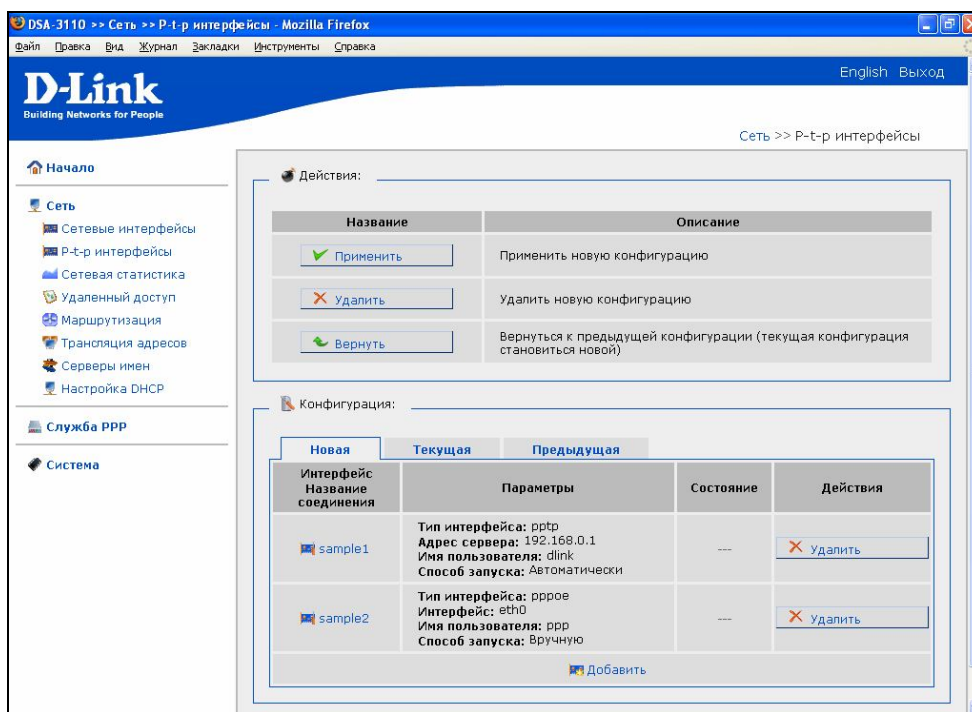 DSA-3110 >> Сеть >> P-t-p интерфейсы - Mozilla Firefox
Файл Правка Вид Журнал Закладки Инструменты Справка
English Выход
D-Link
Building Networks for People
Сеть >> P-t-p интерфейсы
Начало
Сеть
Сетевые интерфейсы
P-t-p интерфейсы
Сетевая статистика
Удаленный доступ
Маршрутизация
Трансляция адресов
Серверы имен
Настройка DHCP
Служба PPP
Система
Действия:
Название Описание
Применить Применить новую конфигурацию
Удалить Удалить новую конфигурацию
Вернуть Вернуться к предыдущей конфигурации (текущая конфигурация
становиться новой)
Конфигурация:
Новая Текущая Предыдущая
Интерфейс
Название
соединения
Параметры Состояние Действия
sample1
Тип интерфейса: pptp
Адрес сервера: 192.168.0.1
Имя пользователя: dlink
Способ запуска: Автоматически
--- Удалить
sample2
Тип интерфейса: pppoe
Интерфейс: eth0
Имя пользователя: ppp
Способ запуска: Вручную
--- Удалить
Добавить